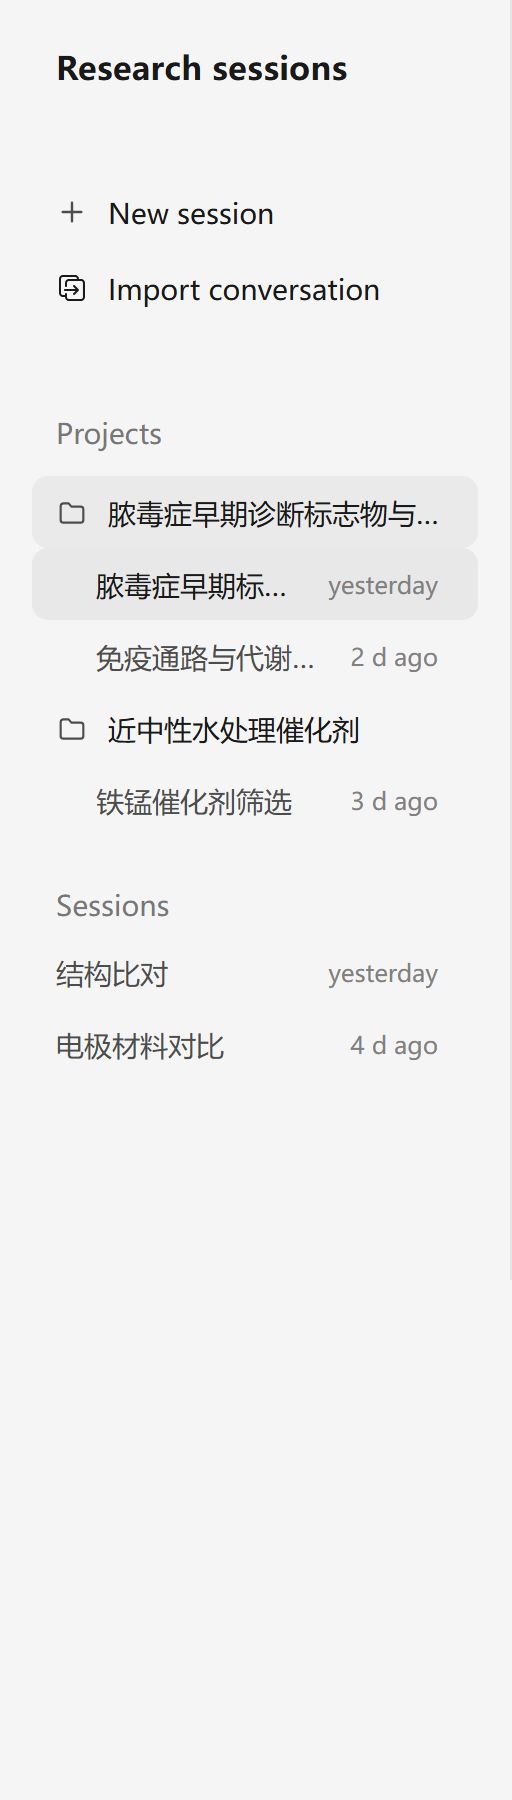 Research sessions
New session
Import conversation
Projects
脓毒症早期诊断标志物与...
脓毒症早期标... yesterday
免疫通路与代谢... 2 d ago
近中性水处理催化剂
铁锰催化剂筛选 3 d ago
Sessions
结构比对 yesterday
电极材料对比 4 d ago